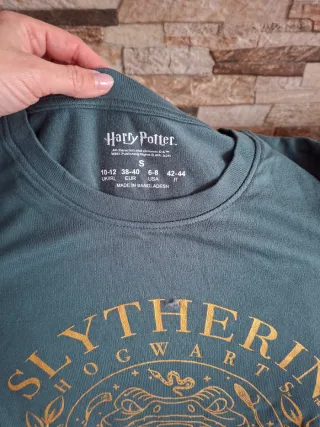 Harry Potter
S
10-12 38-40 6-8 42-44
UK/IRL EUR USA IT
MADE IN BANGLADESH
SLYTHERIN
HOGWARTS